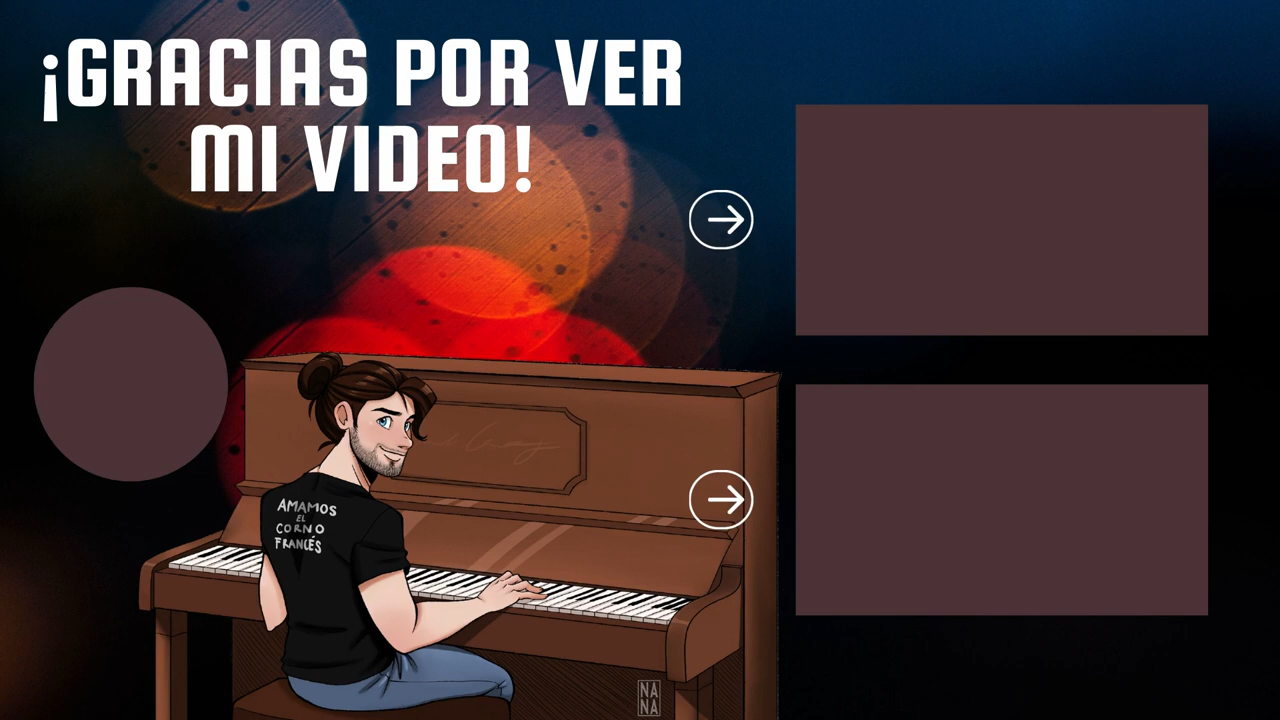 ¡GRACIAS POR VER
MI VIDEO!
AMAMOS
EL
CORNO
FRANCÉS
NA
NA